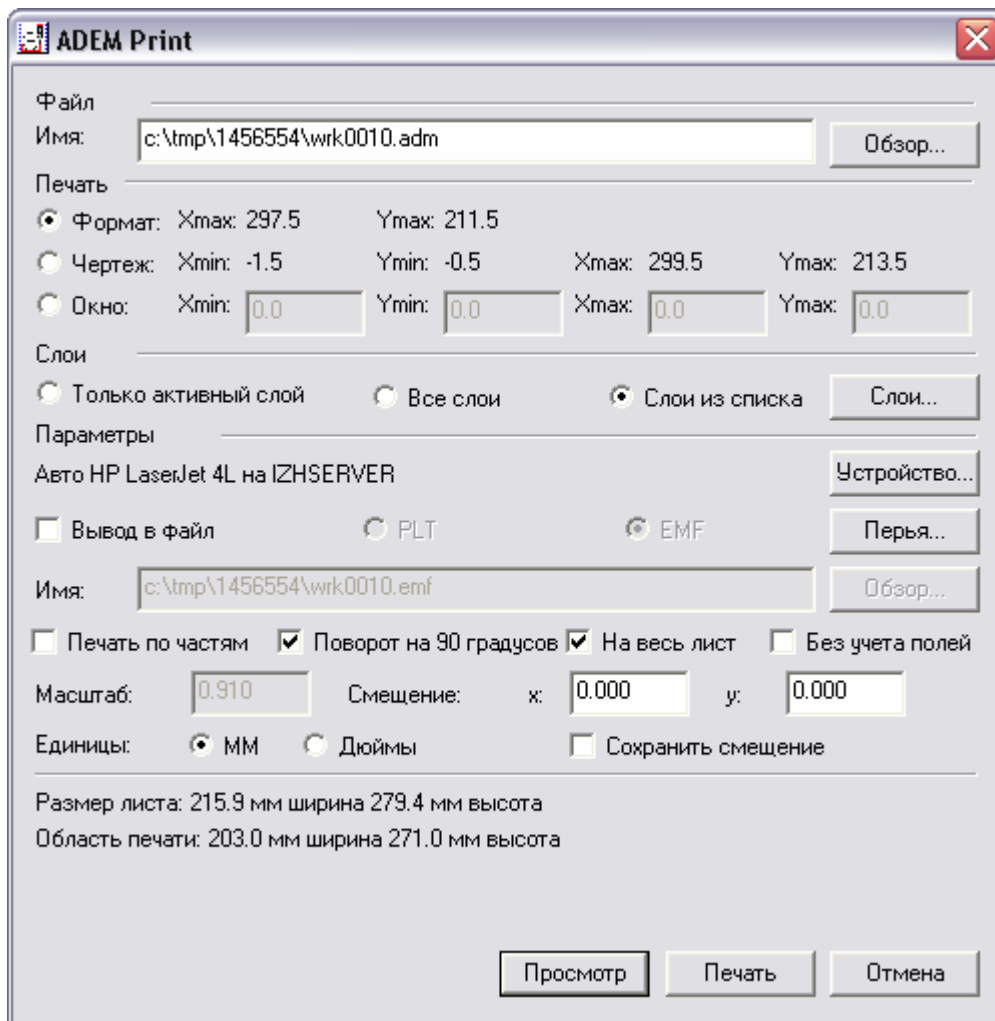 ADEM Print
Файл
Имя: c:\tmp\1456554\wrk0010.adm Обзор...
Печать
Формат: Xmax: 297.5 Ymax: 211.5
Чертеж: Xmin: -1.5 Ymin: -0.5 Xmax: 299.5 Ymax: 213.5
Окно: Xmin: 0.0 Ymin: 0.0 Xmax: 0.0 Ymax: 0.0
Слои
Только активный слой Все слои Слои из списка Слои...
Параметры
Авто HP LaserJet 4L на IZHSERVER Устройство...
Вывод в файл PLT EMF Перья...
Имя: c:\tmp\1456554\wrk0010.emf Обзор...
Печать по частям Поворот на 90 градусов На весь лист Без учета полей
Масштаб: 0.910 Смещение: x: 0.000 y: 0.000
Единицы: ММ Дюймы Сохранить смещение
Размер листа: 215.9 мм ширина 279.4 мм высота
Область печати: 203.0 мм ширина 271.0 мм высота
Просмотр Печать Отмена